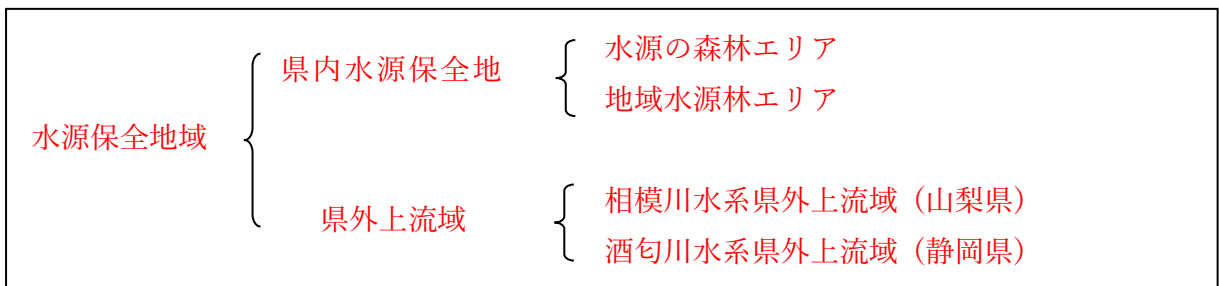 水源保全地域
県内水源保全地
水源の森林エリア
地域水源林エリア
県外上流域
相模川水系県外上流域（山梨県）
酒匂川水系県外上流域（静岡県）